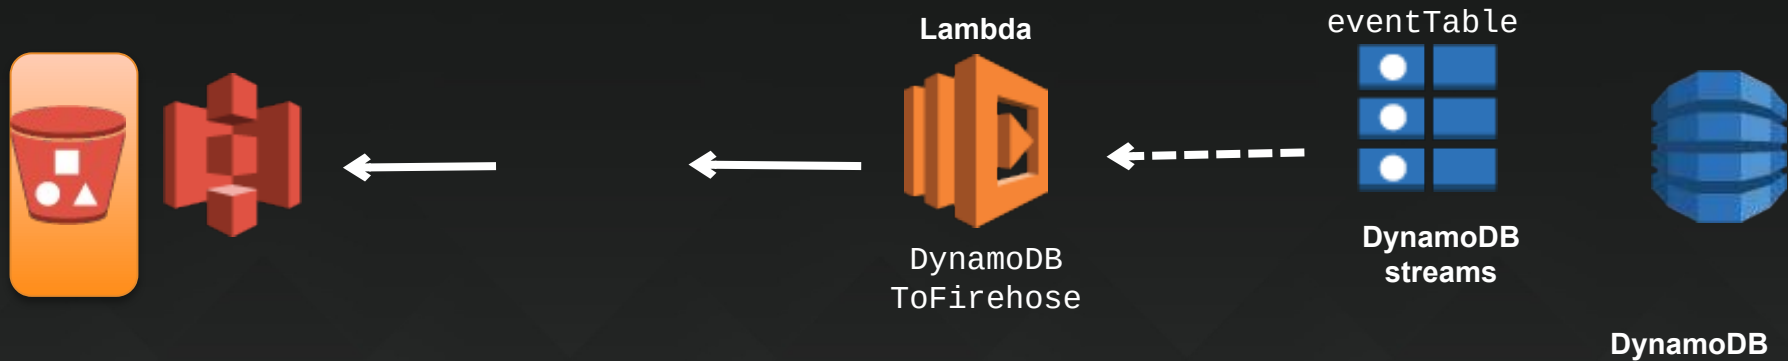 Lambda
eventTable
DynamoDB
ToFirehose
DynamoDB
streams
DynamoDB